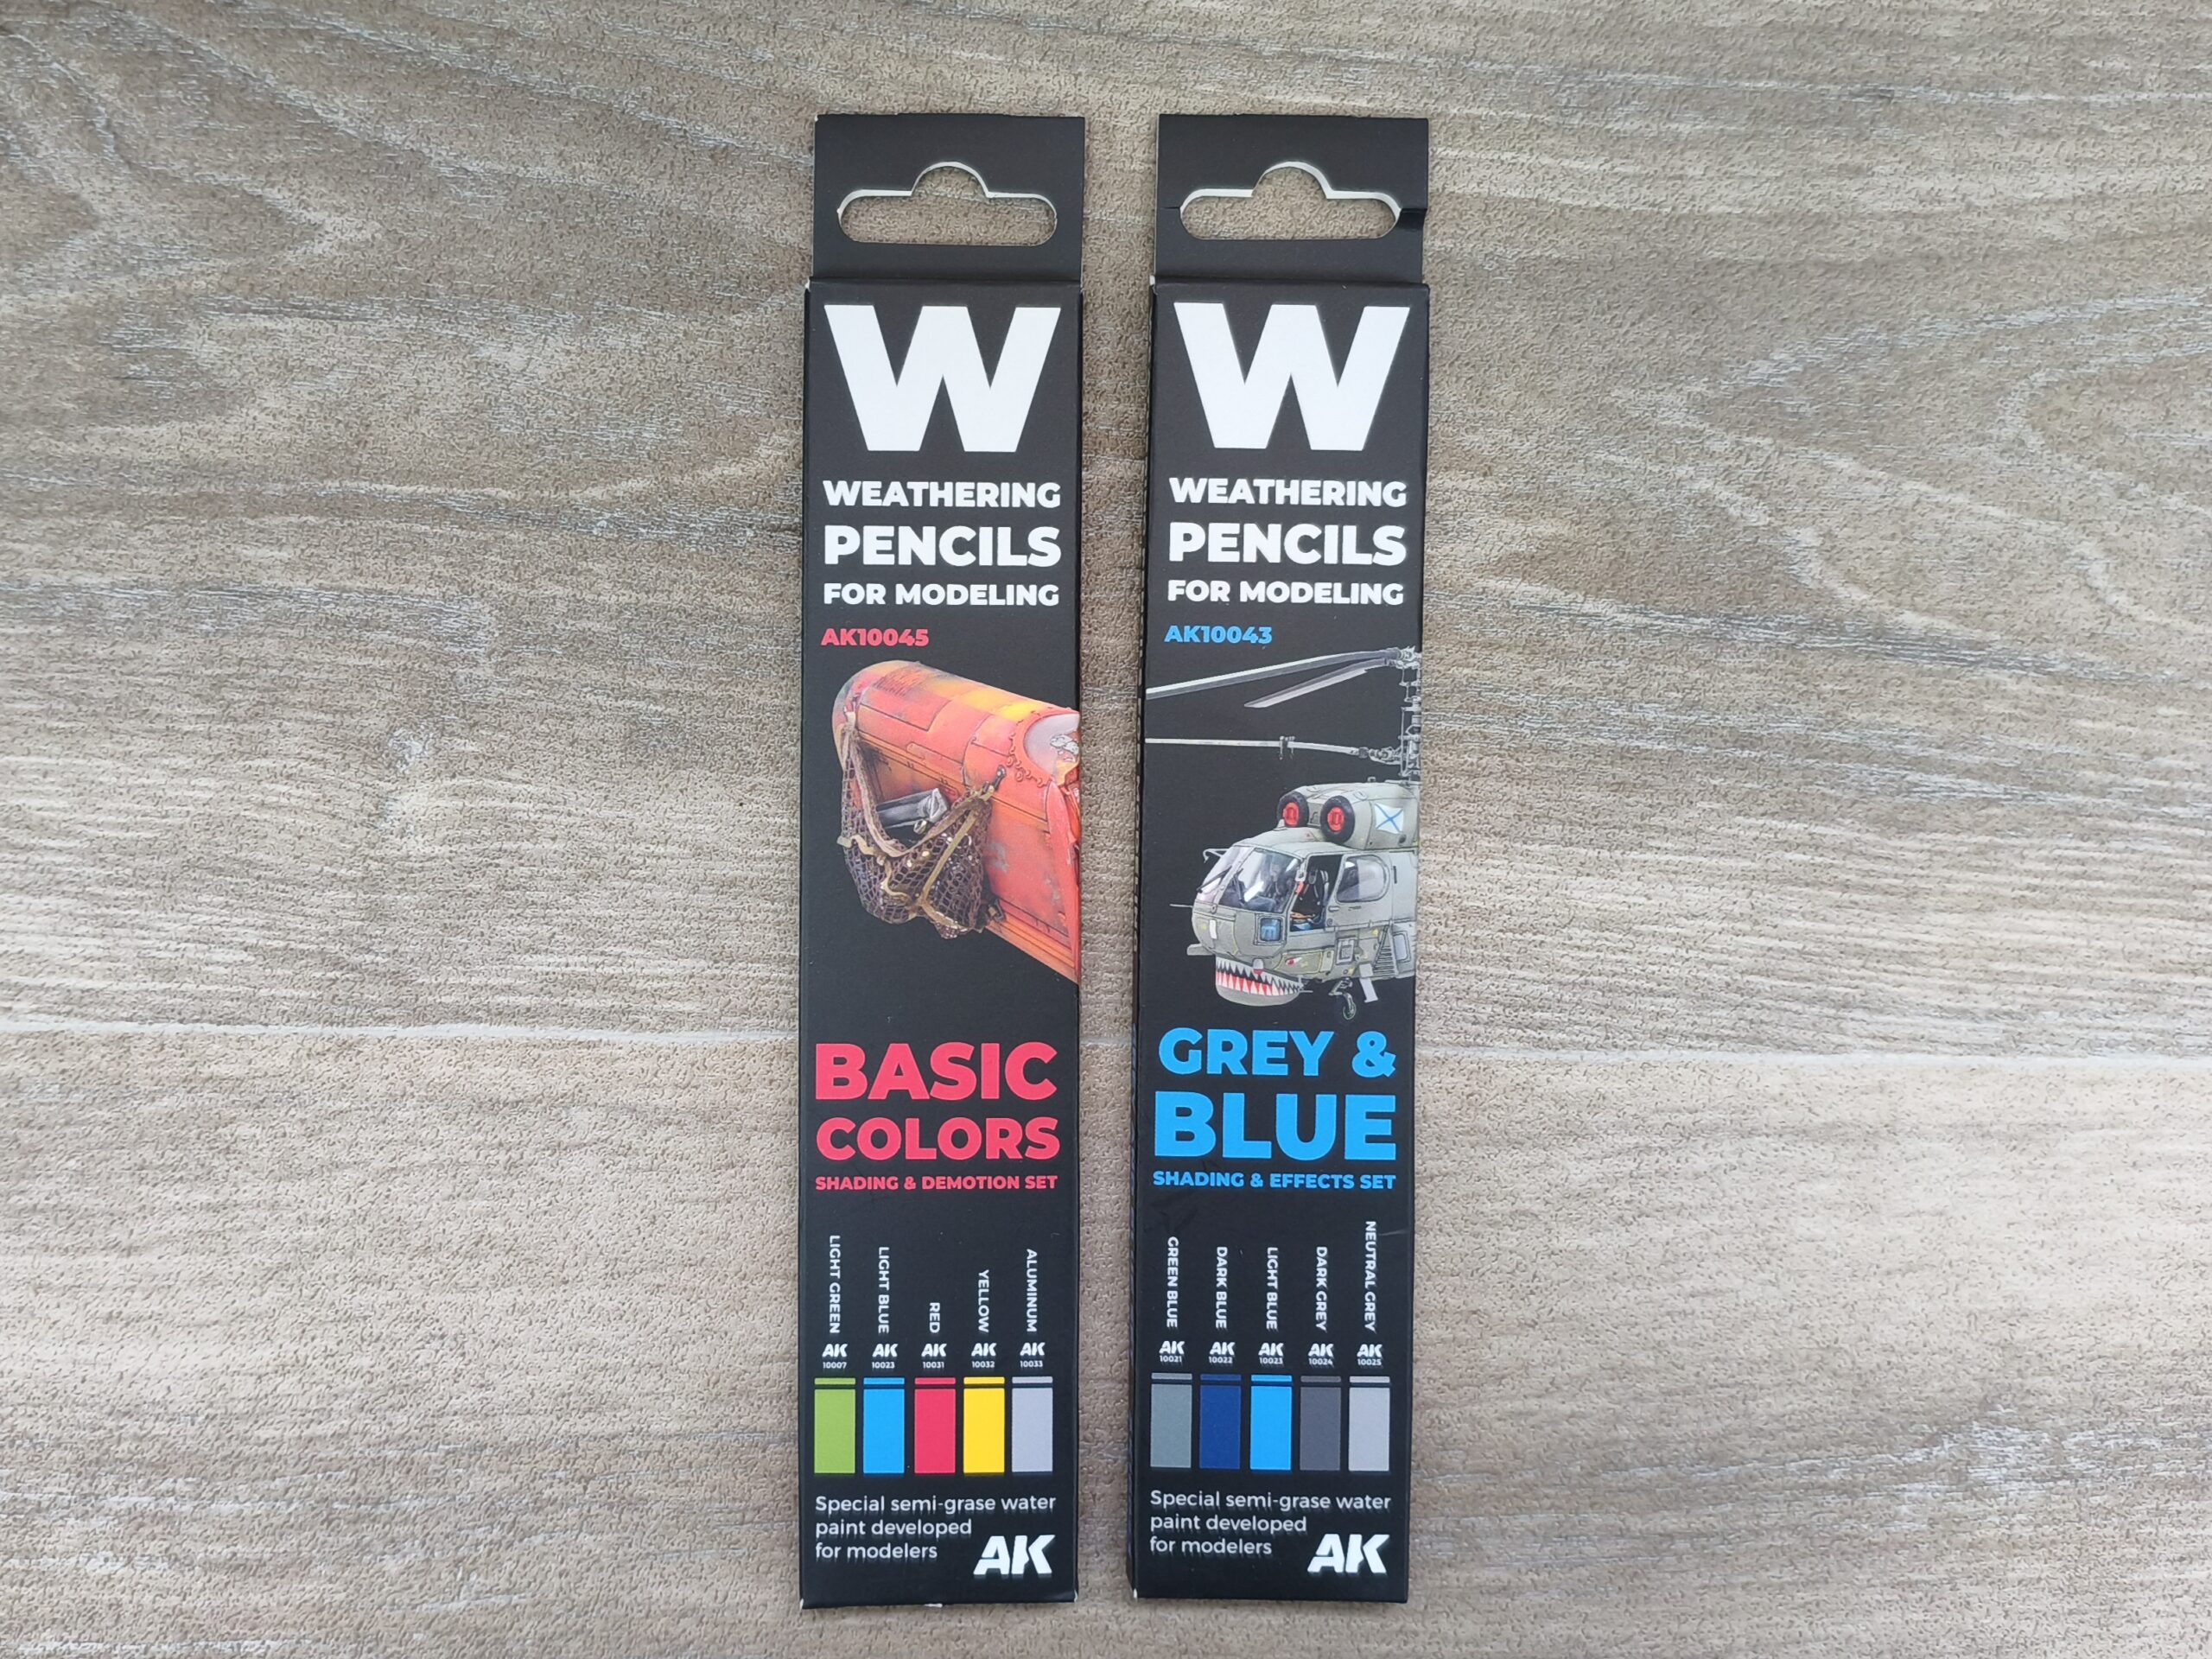 W
WEATHERING
PENCILS
FOR MODELING
AK10045
BASIC
COLORS
SHADING & DEMOTION SET
LIGHT GREEN
LIGHT BLUE
RED
YELLOW
ALUMINUM
AK
10007
AK
10023
AK
10031
AK
10032
AK
10033
Special semi-grase water
paint developed
for modelers
AK
W
WEATHERING
PENCILS
FOR MODELING
AK10043
GREY &
BLUE
SHADING & EFFECTS SET
GREEN BLUE
DARK BLUE
LIGHT BLUE
DARK GREY
NEUTRAL GREY
AK
10021
AK
10022
AK
10023
AK
10024
AK
10025
Special semi-grase water
paint developed
for modelers
AK